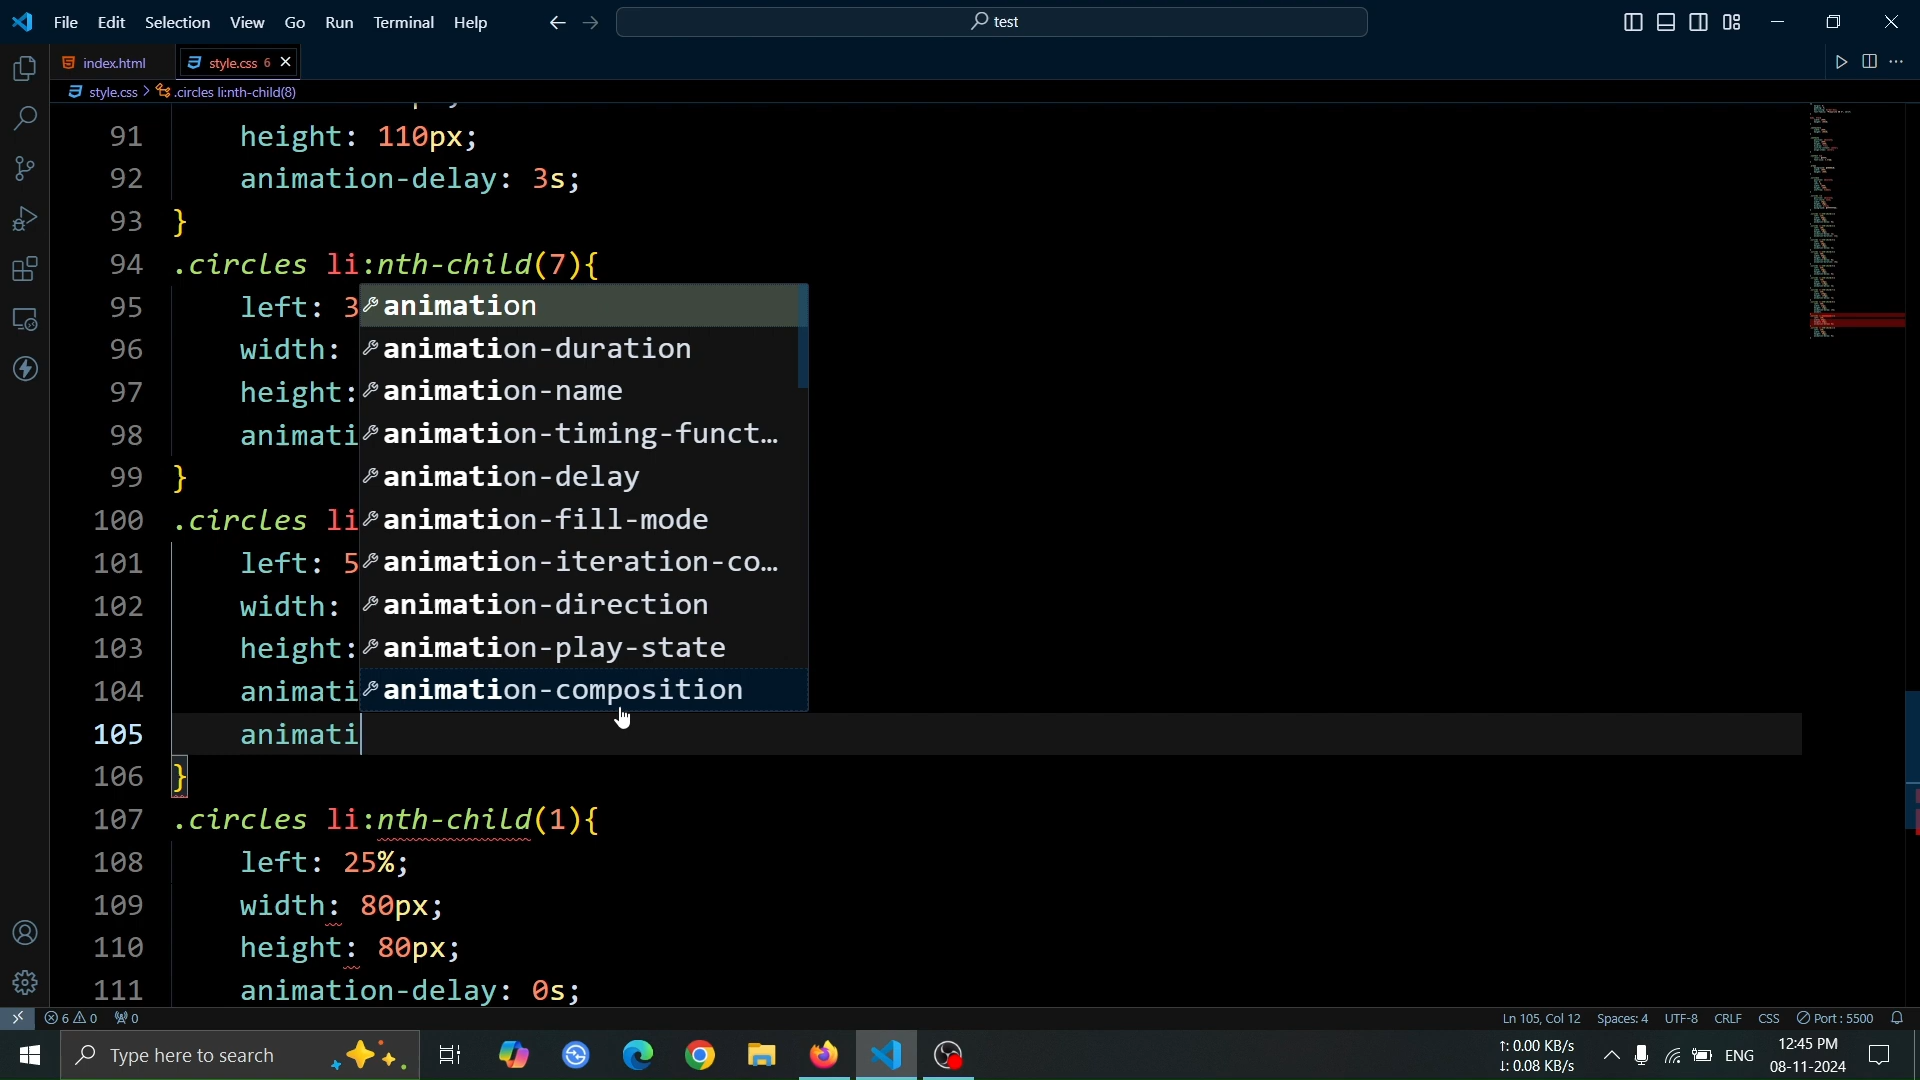 File Edit Selection View Go Run Terminal Help
test
index.html
style.css 6
style.css > .circles li:nth-child(8)
91 height: 110px;
92 animation-delay: 3s;
93 }
94 .circles li:nth-child(7){
95 left: 3
96 width:
97 height:
98 animati
99 }
100 .circles li
101 left: 5
102 width:
103 height:
104 animati
105 animati
106 }
107 .circles li:nth-child(1){
108 left: 25%;
109 width: 80px;
110 height: 80px;
111 animation-delay: 0s;
animation
animation-duration
animation-name
animation-timing-funct…
animation-delay
animation-fill-mode
animation-iteration-co…
animation-direction
animation-play-state
animation-composition
6 0 0
Ln 105, Col 12 Spaces: 4 UTF-8 CRLF CSS Port : 5500
Type here to search
↑: 0.00 KB/s
↓: 0.08 KB/s
ENG
12:45 PM
08-11-2024